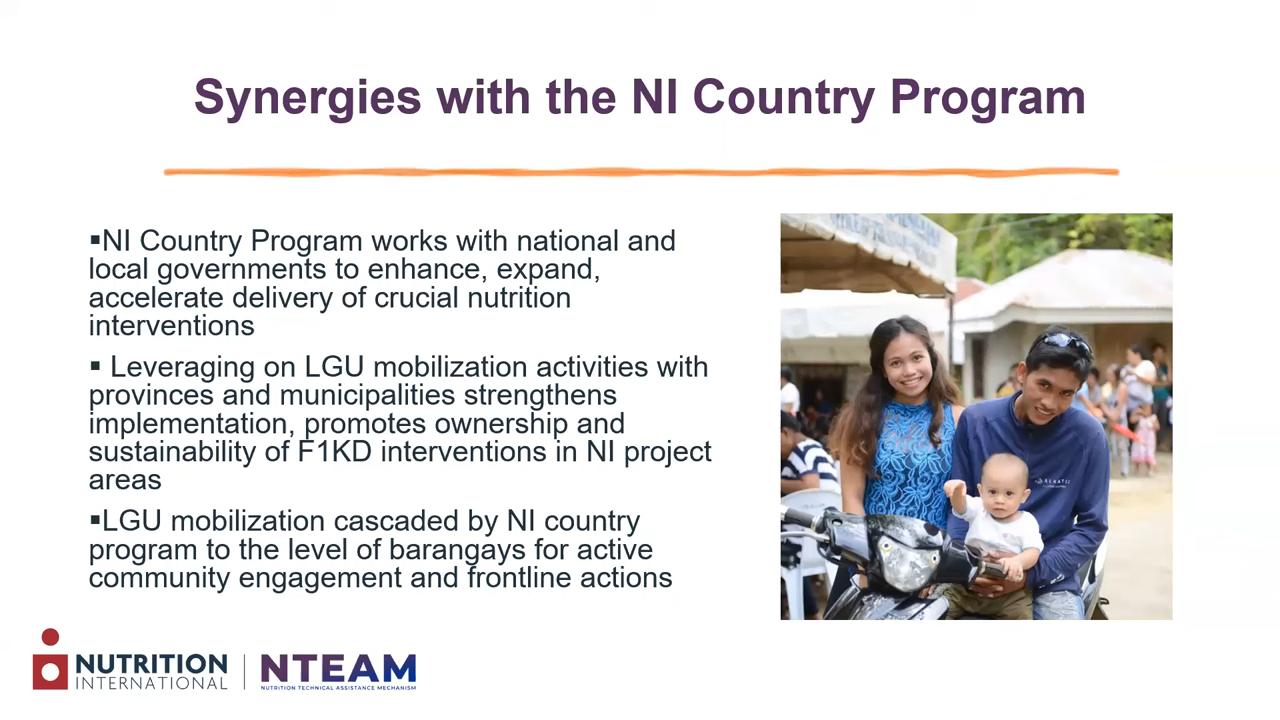 Synergies with the NI Country Program
▪NI Country Program works with national and
local governments to enhance, expand,
accelerate delivery of crucial nutrition
interventions
▪ Leveraging on LGU mobilization activities with
provinces and municipalities strengthens
implementation, promotes ownership and
sustainability of F1KD interventions in NI project
areas
▪LGU mobilization cascaded by NI country
program to the level of barangays for active
community engagement and frontline actions
NUTRITION
INTERNATIONAL
NTEAM
NUTRITION TECHNICAL ASSISTANCE MECHANISM